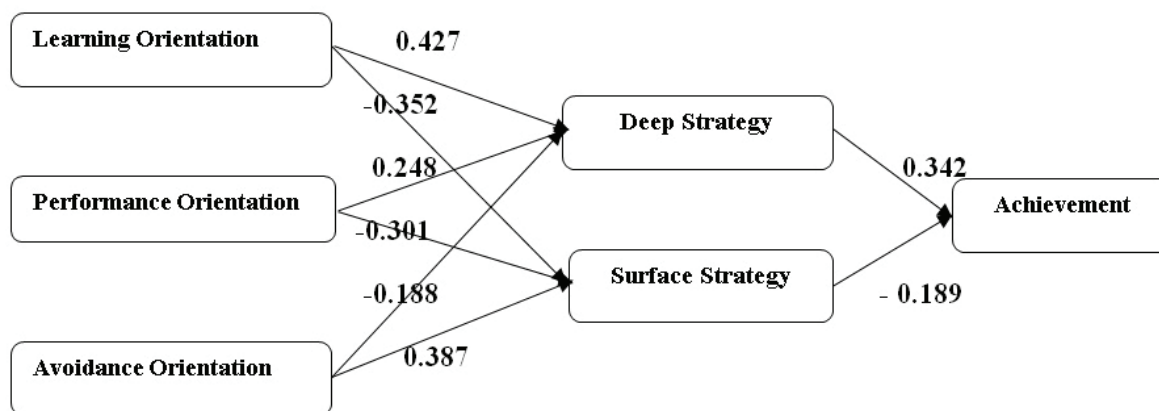 Learning Orientation
0.427
-0.352
Deep Strategy
0.248
0.342
Performance Orientation
Achievement
-0.301
Surface Strategy
-0.188
- 0.189
0.387
Avoidance Orientation